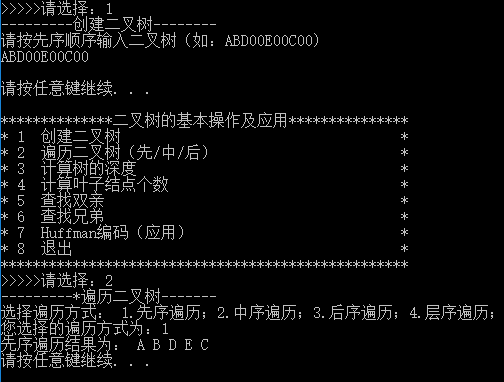 >>>>>请选择：1
---------创建二叉树--------
请按先序顺序输入二叉树（如：ABD00E00C00）
ABD00E00C00
请按任意键继续. . .
**************二叉树的基本操作及应用***************
* 1  创建二叉树 *
* 2  遍历二叉树（先/中/后） *
* 3  计算树的深度 *
* 4  计算叶子结点个数 *
* 5  查找双亲 *
* 6  查找兄弟 *
* 7  Huffman编码（应用） *
* 8  退出 *
***************************************************
>>>>>请选择：2
---------*遍历二叉树-------
选择遍历方式： 1.先序遍历；2.中序遍历；3.后序遍历；4.层序遍历；
您选择的遍历方式为：1
先序遍历结果为： A B D E C
请按任意键继续. . .